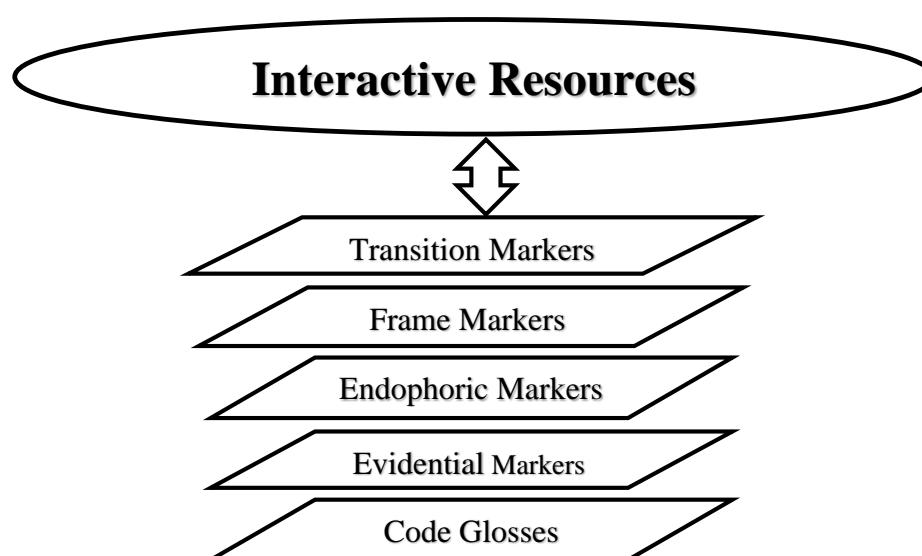 Interactive Resources
Transition Markers
Frame Markers
Endophoric Markers
Evidential Markers
Code Glosses